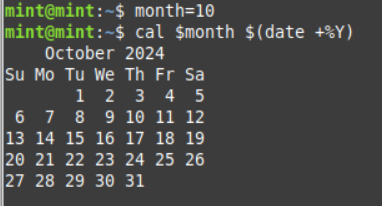 mint@mint:~$ month=10
mint@mint:~$ cal $month $(date +%Y)
    October 2024
Su Mo Tu We Th Fr Sa
       1  2  3  4  5
 6  7  8  9 10 11 12
13 14 15 16 17 18 19
20 21 22 23 24 25 26
27 28 29 30 31